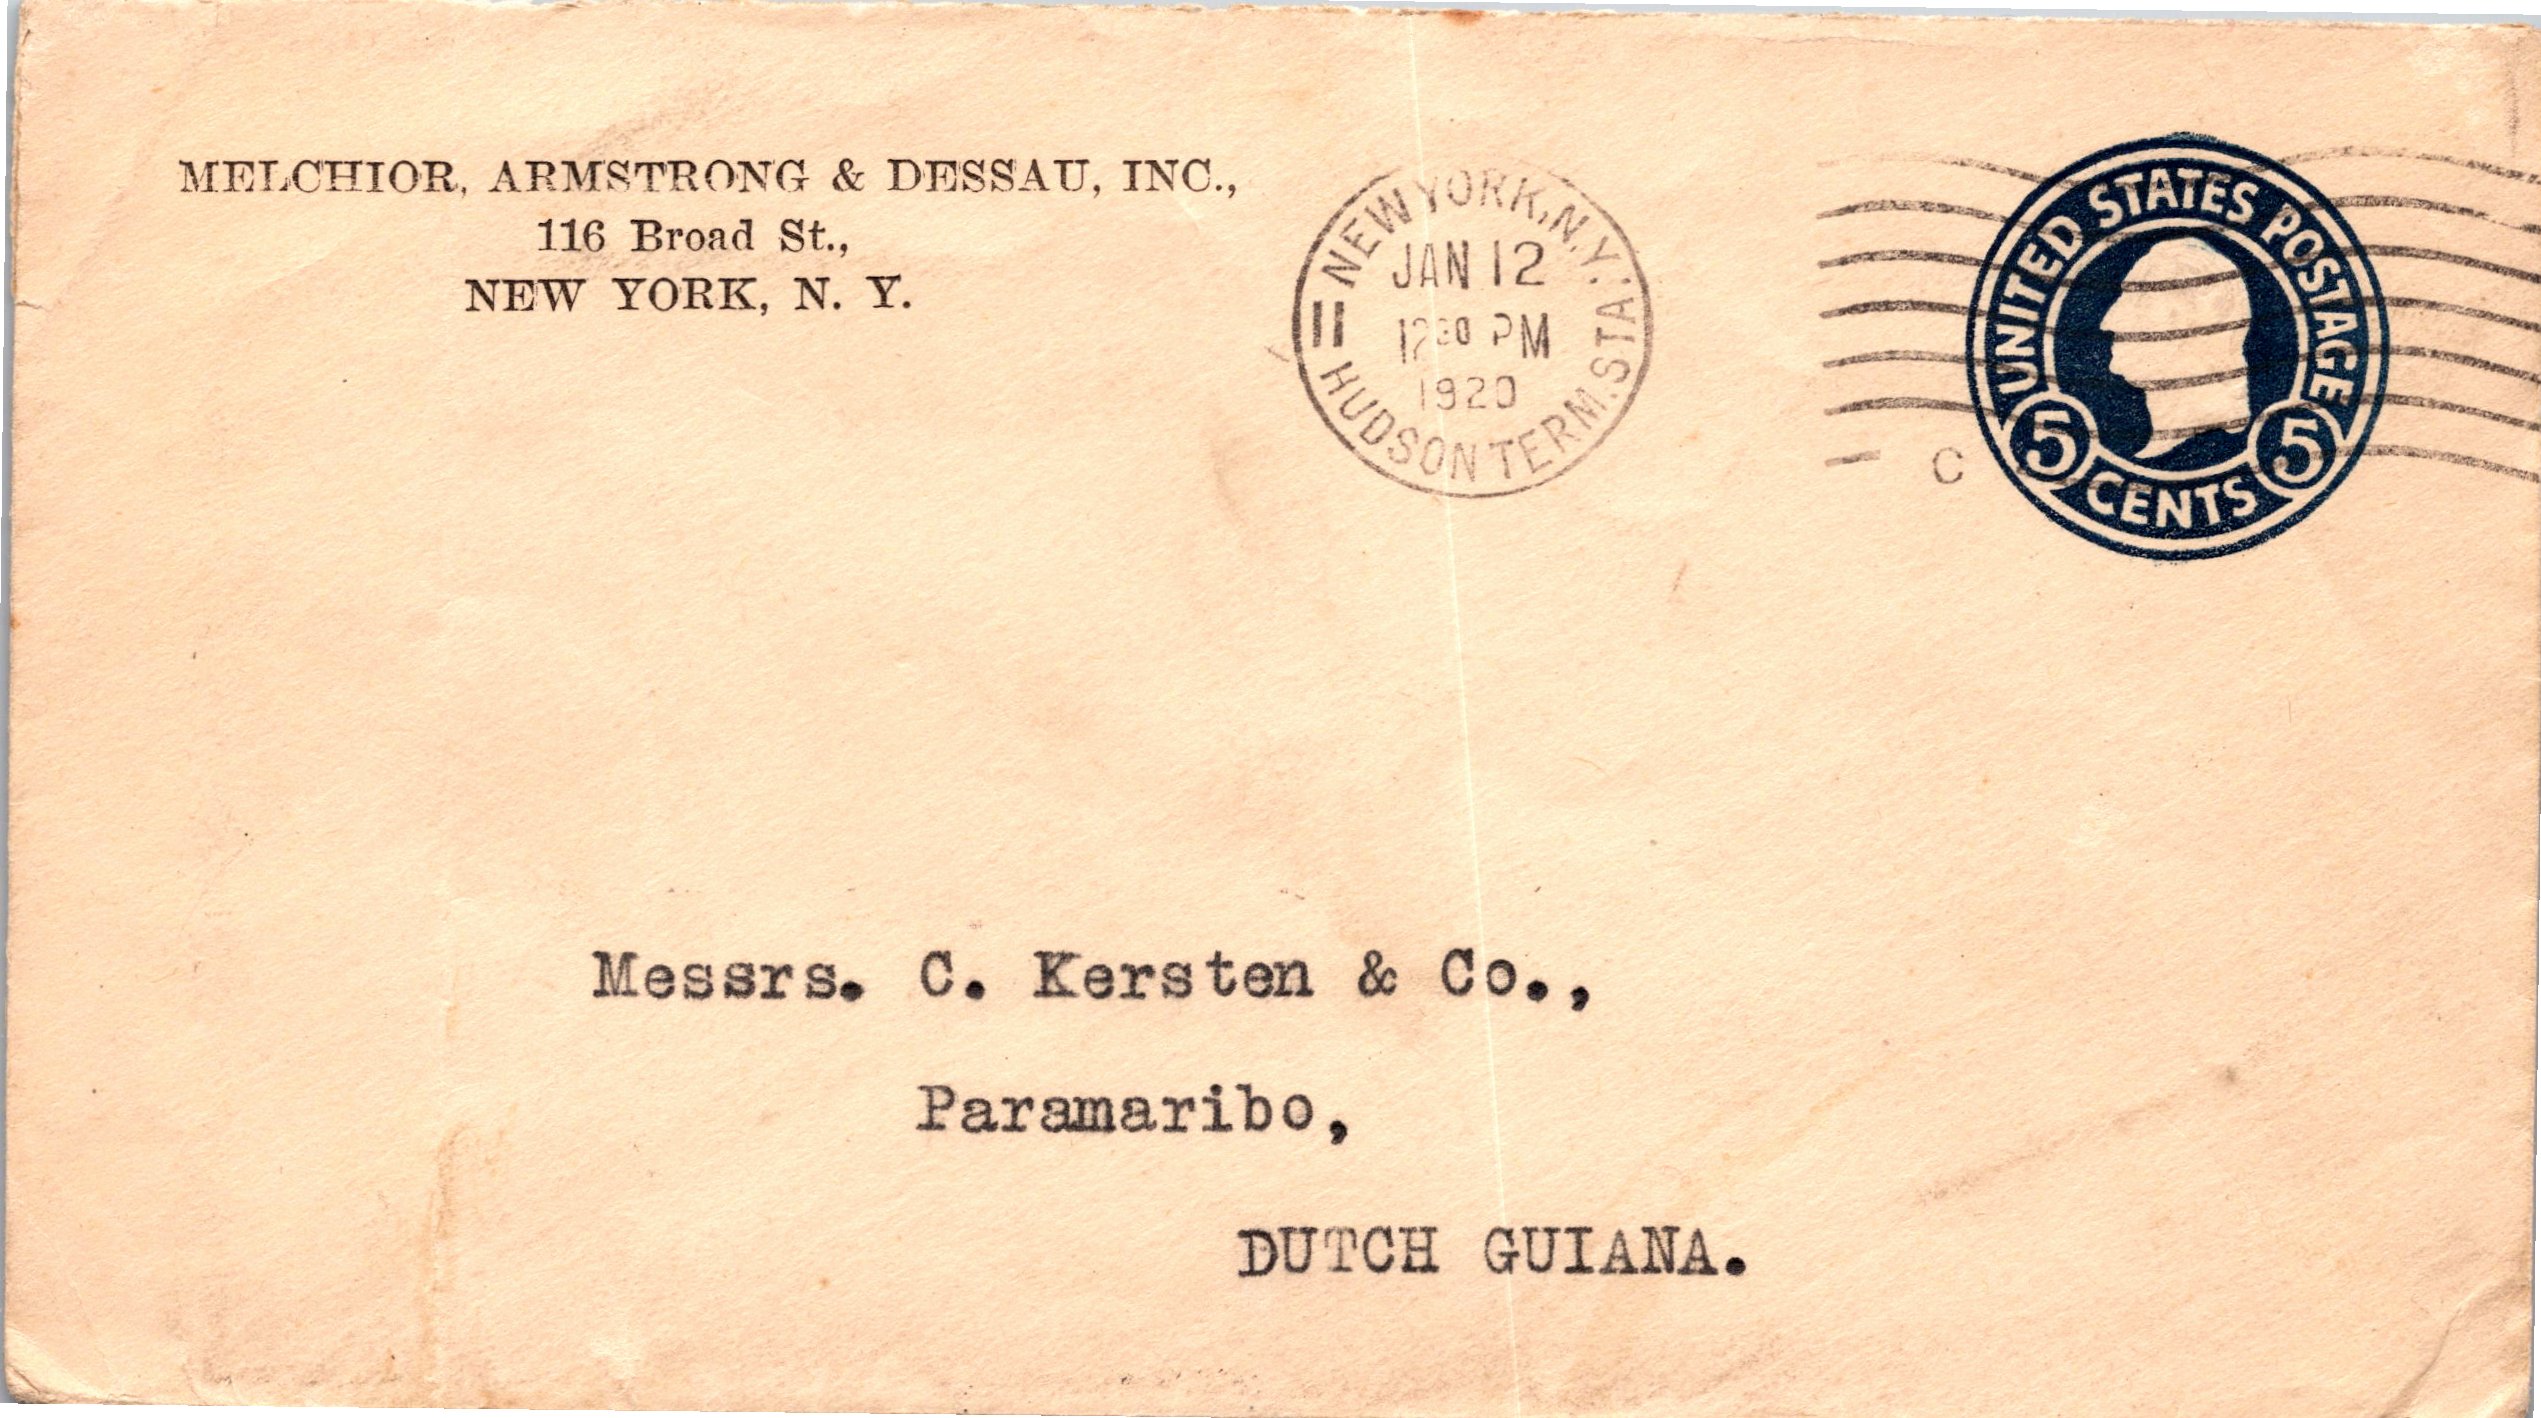 MELCHIOR, ARMSTRONG & DESSAU, INC.,
116 Broad St.,
NEW YORK, N. Y.
NEW YORK, N.Y.
HUDSON TERM. STA.
11
JAN 12
1230 PM
1920
C
UNITED STATES POSTAGE
5 CENTS 5
Messrs. C. Kersten & Co.,
Paramaribo,
DUTCH GUIANA.